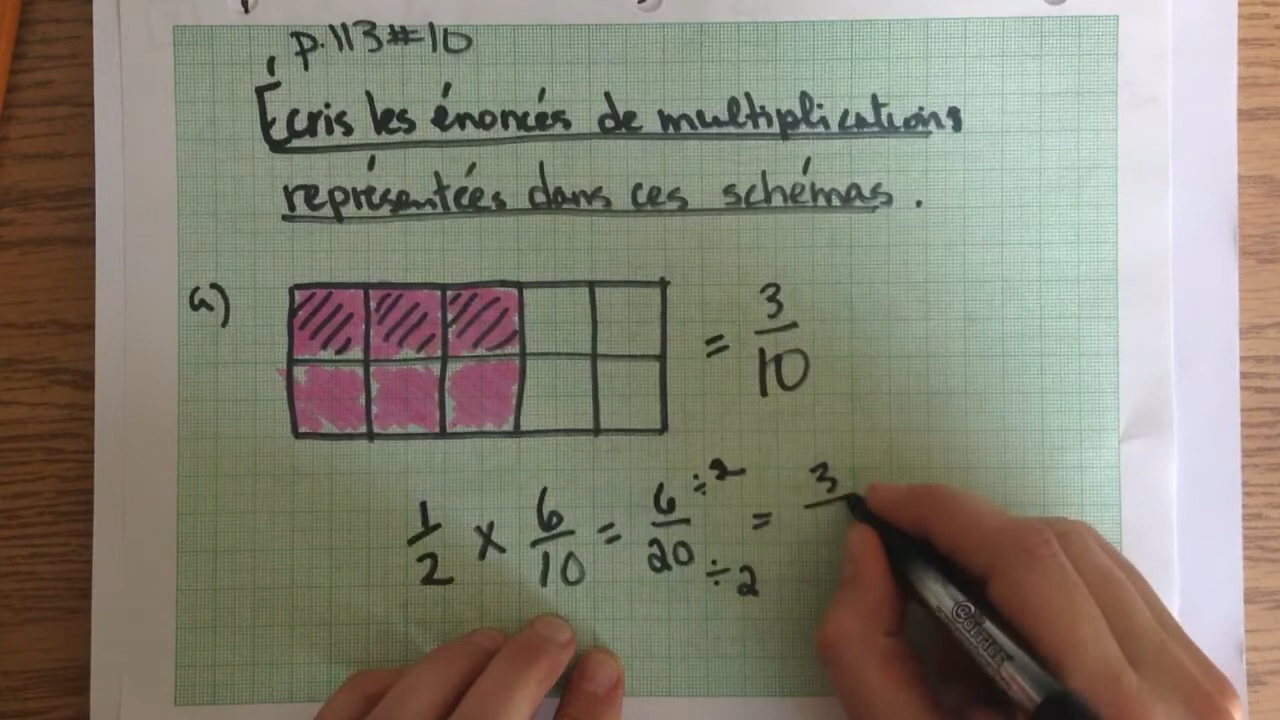 p.113#10
Écris les énoncés de multiplications
représentées dans ces schémas.
a) = 3/10
1/2 x 6/10 = 6/20 ÷2 ÷2 = 3